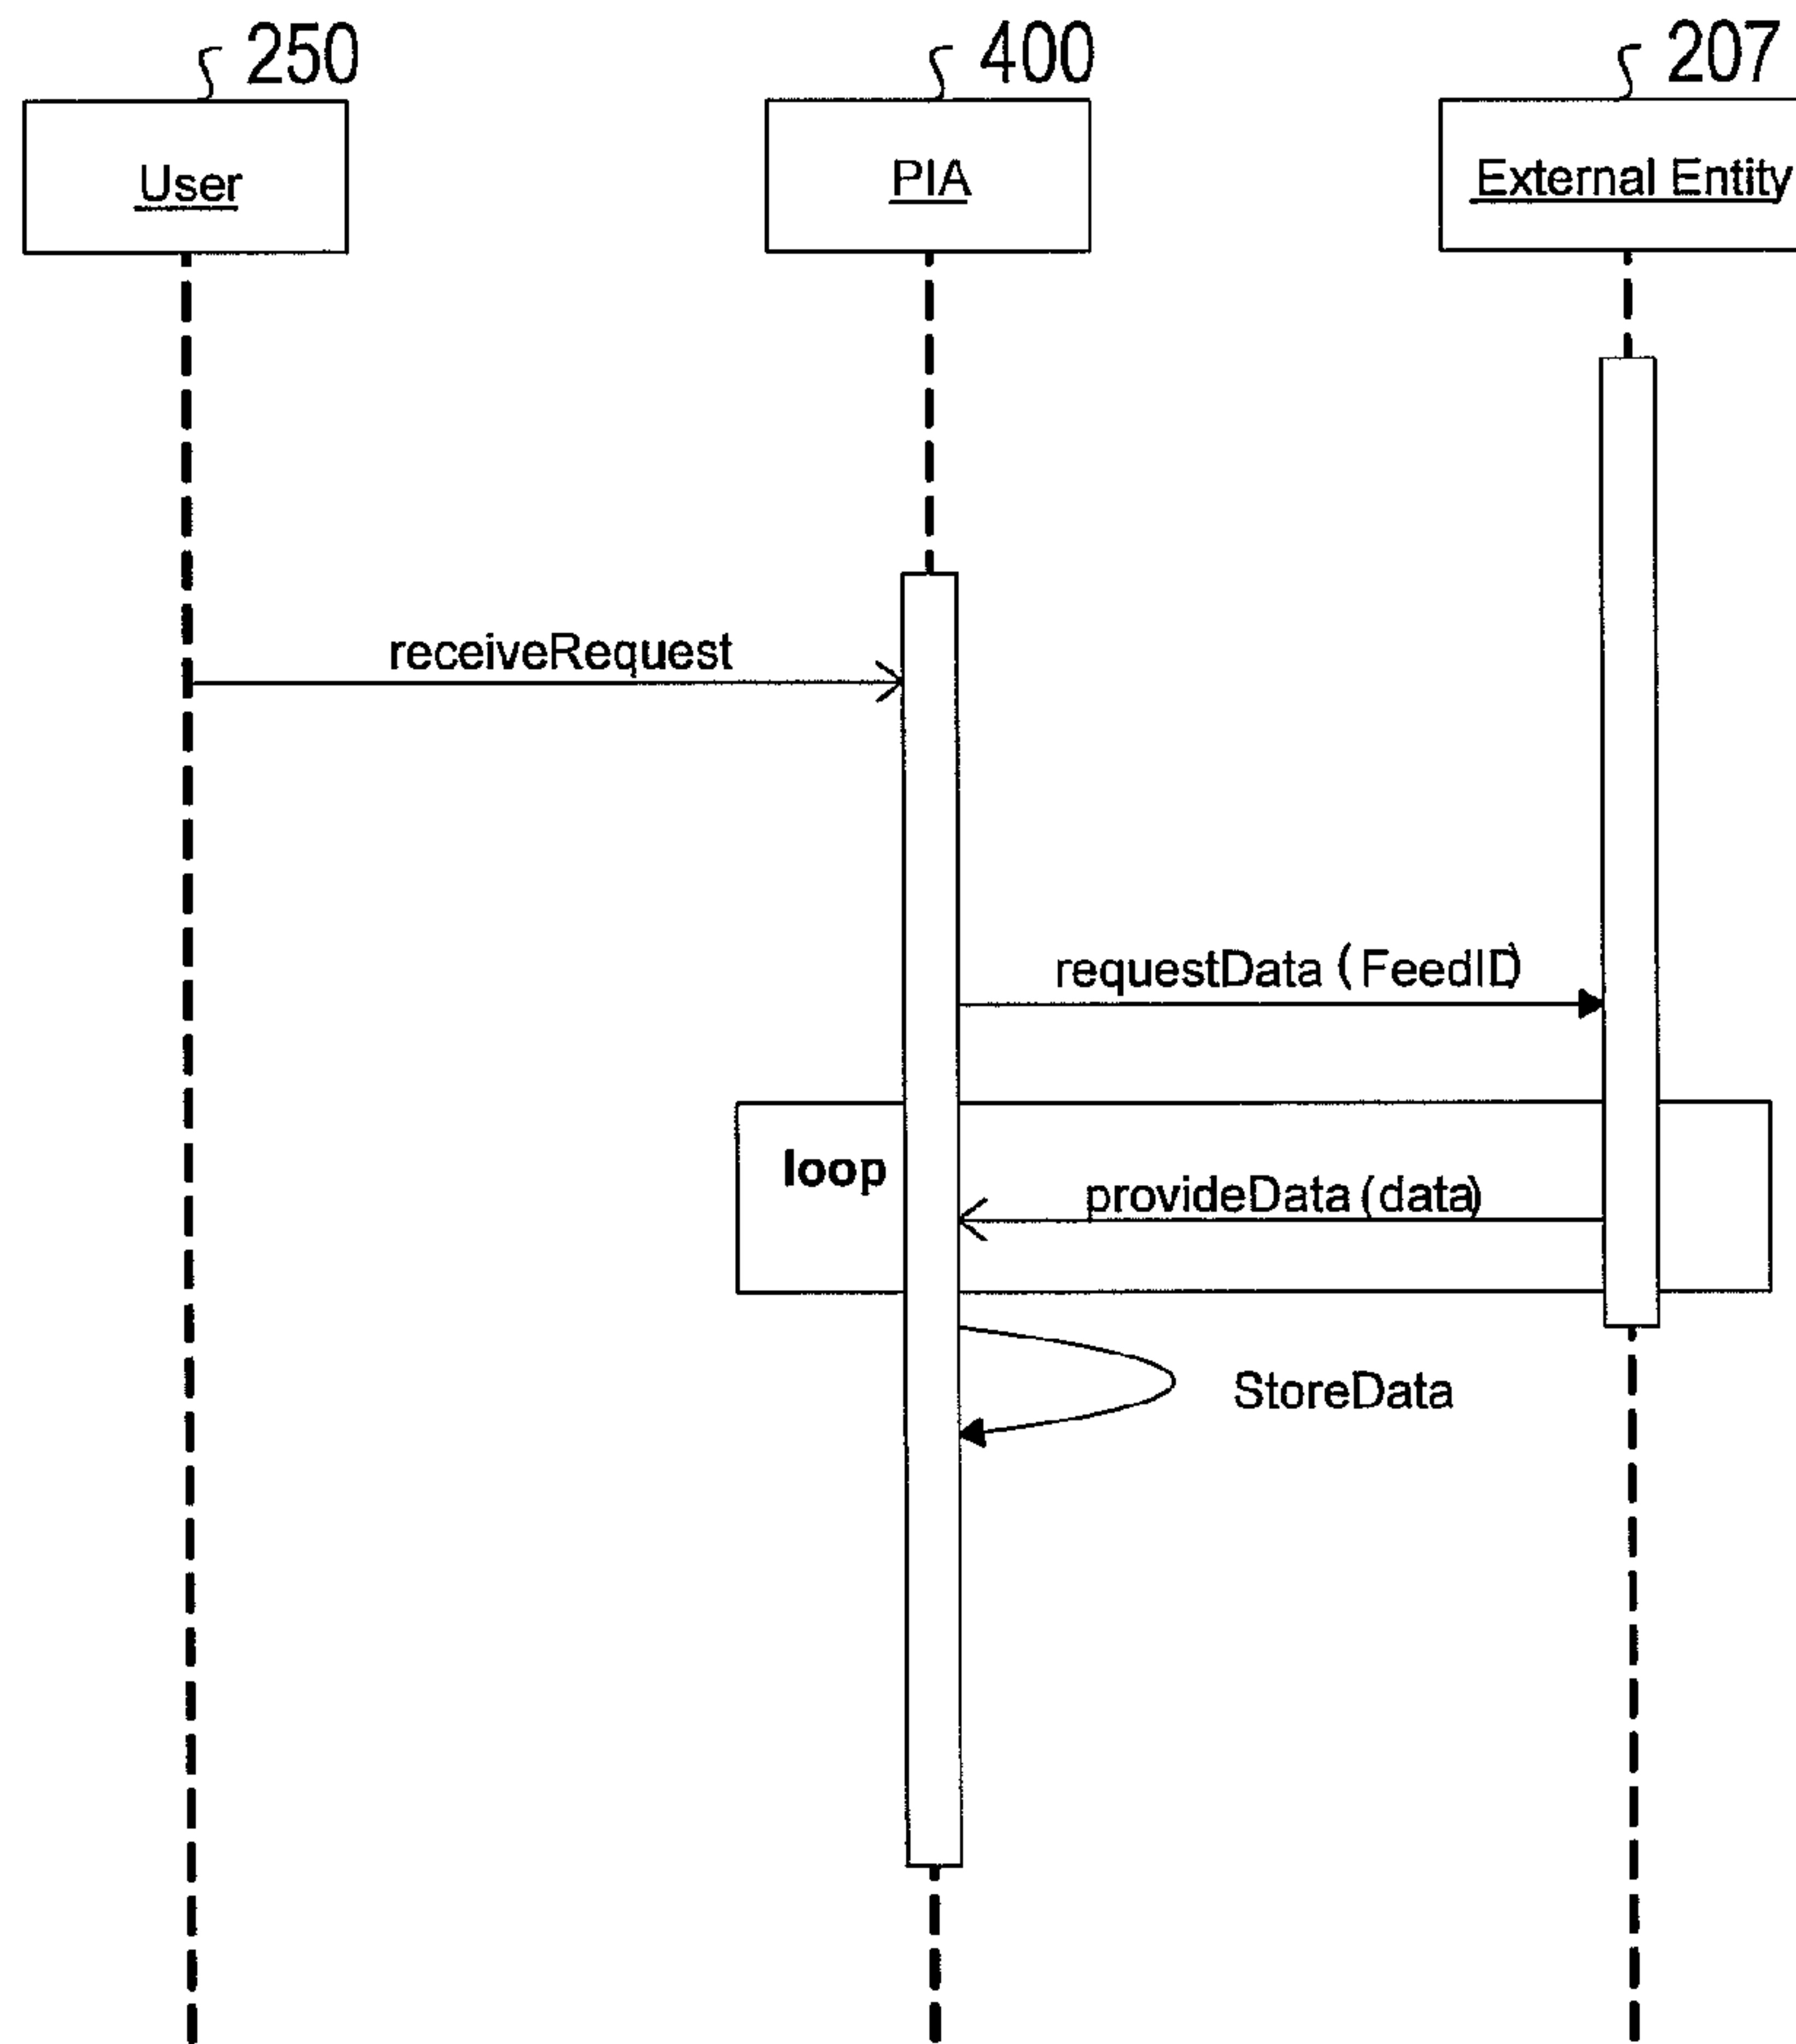 250
400
207
User
PIA
External Entity
receiveRequest
requestData (FeedID)
loop
provideData (data)
StoreData